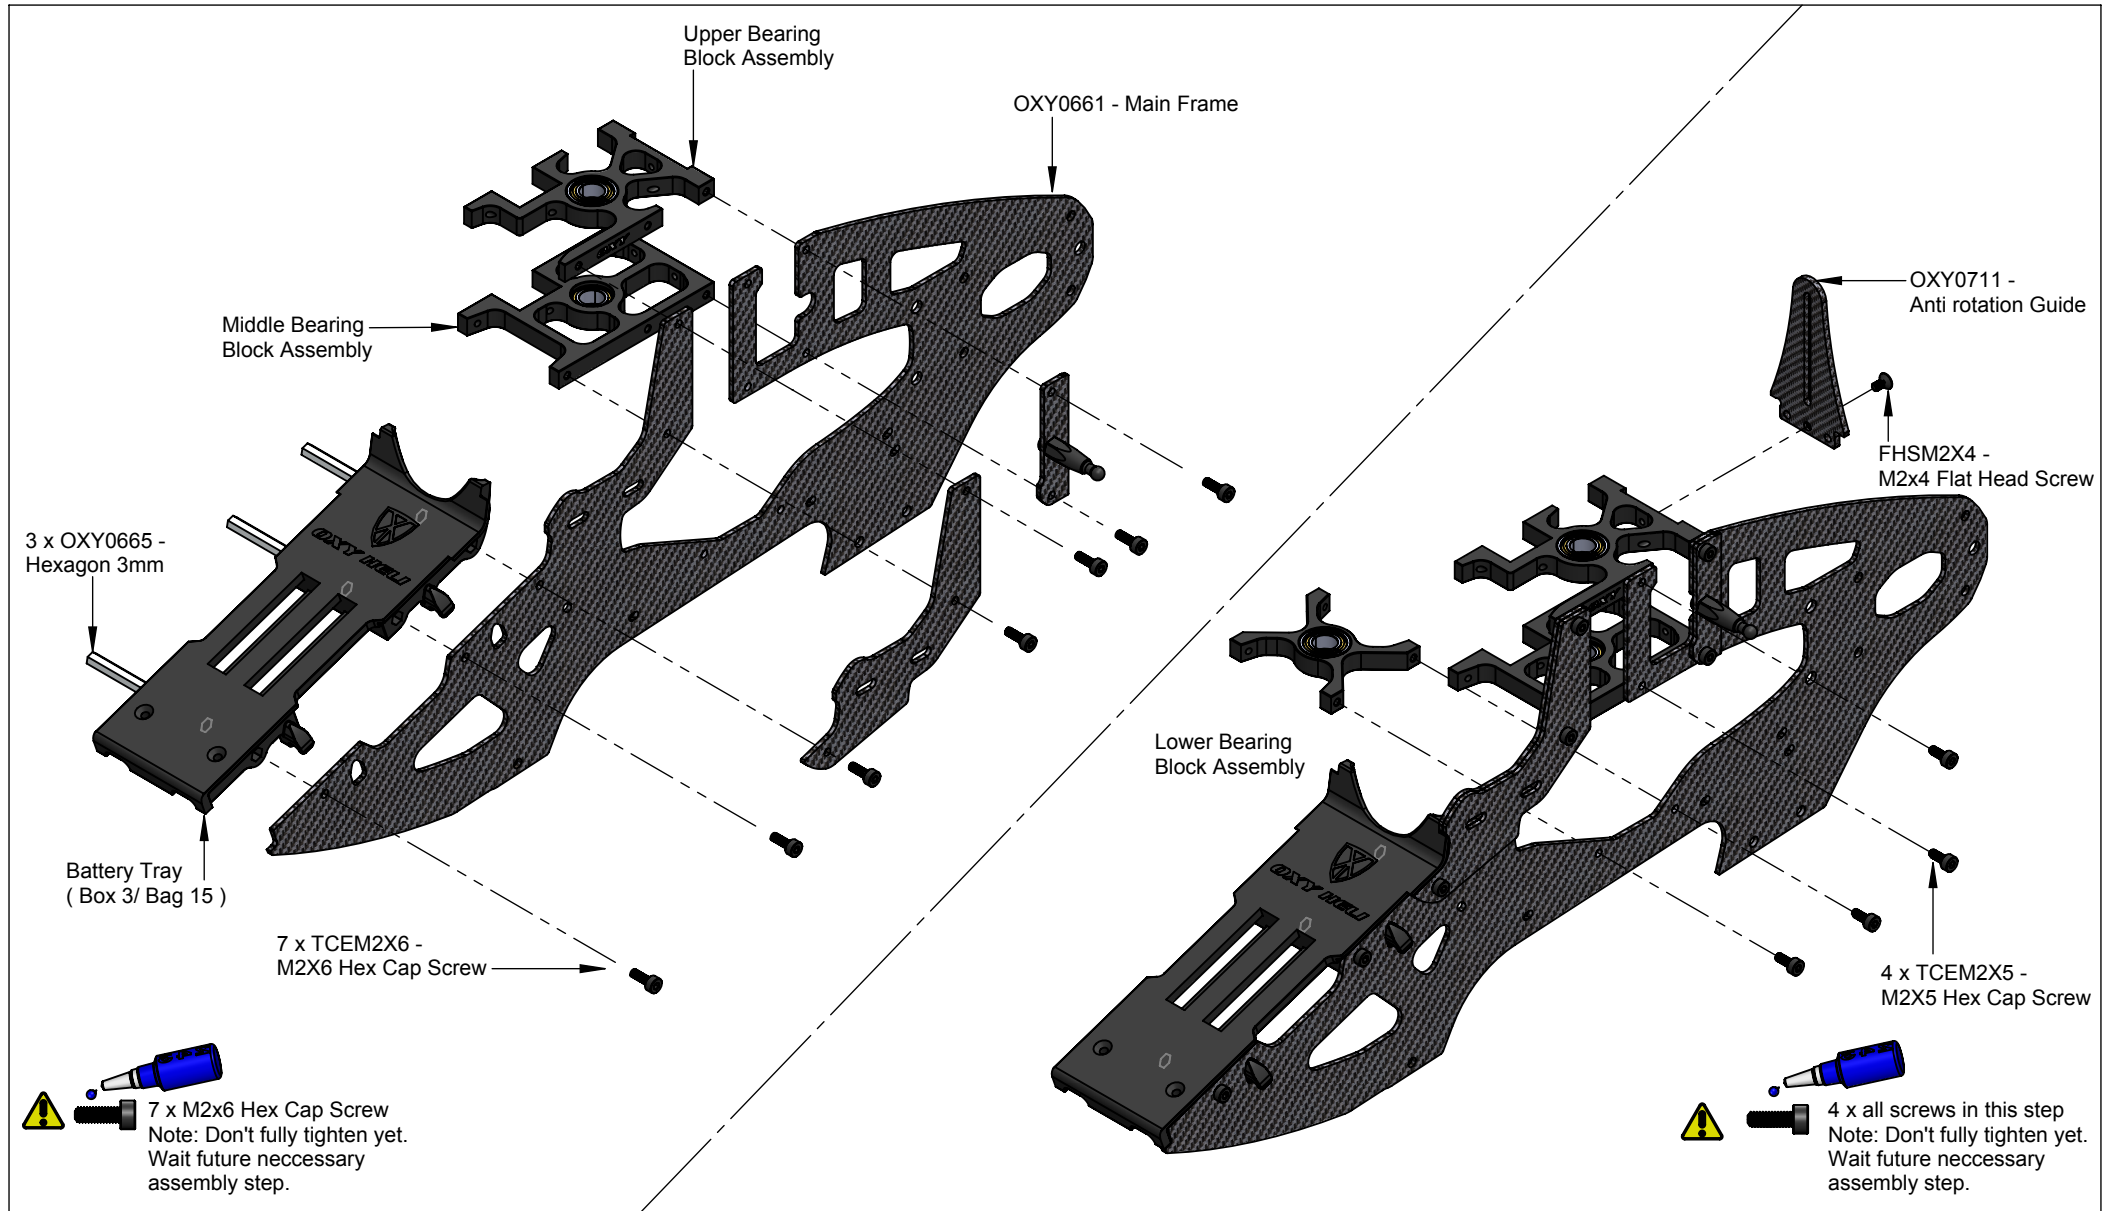 Upper Bearing
Block Assembly
OXY0661 - Main Frame
Middle Bearing
Block Assembly
OXY
3 x OXY0665 -
Hexagon 3mm
OXY HELI
Battery Tray
( Box 3/ Bag 15 )
7 x TCEM2X6 -
M2X6 Hex Cap Screw
7 x M2x6 Hex Cap Screw
Note: Don't fully tighten yet.
Wait future neccessary
assembly step.
OXY0711 -
Anti rotation Guide
FHSM2X4 -
M2x4 Flat Head Screw
Lower Bearing
Block Assembly
OXY HELI
4 x TCEM2X5 -
M2X5 Hex Cap Screw
4 x all screws in this step
Note: Don't fully tighten yet.
Wait future neccessary
assembly step.